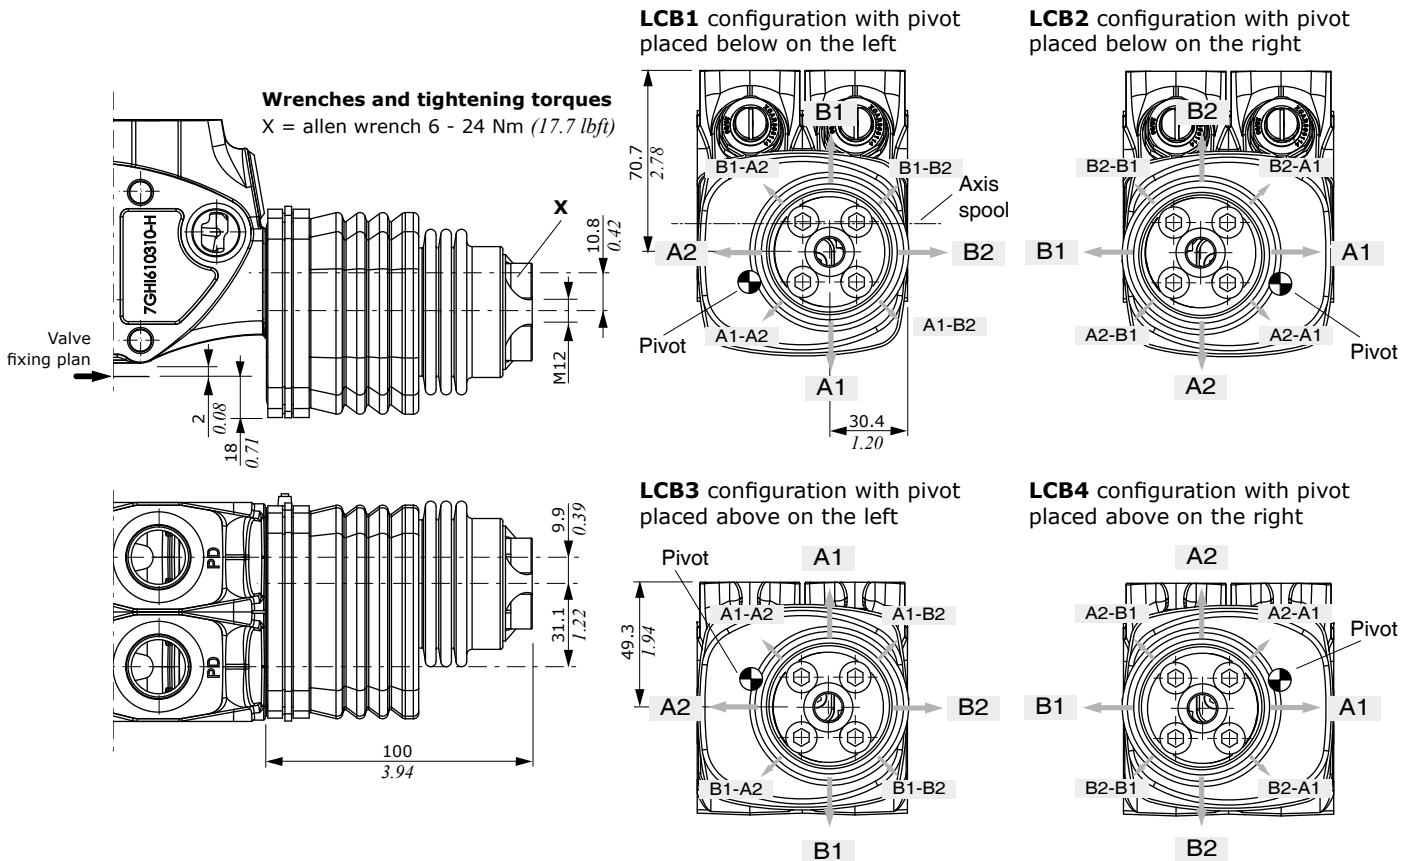 LCB1 configuration with pivot
placed below on the left
LCB2 configuration with pivot
placed below on the right
Wrenches and tightening torques
X = allen wrench 6 - 24 Nm (17.7 lbft)
7GHI610310-H
X
10.8
0.42
M12
Valve
fixing plan
2
0.08
18
0.71
70.7
2.78
B1
B1-A2
B1-B2
Axis
spool
A2
B2
Pivot
A1-A2
A1-B2
A1
30.4
1.20
B2
B2-B1
B2-A1
B1
A1
A2-B1
A2-A1
Pivot
A2
PD
PD
9.9
0.39
31.1
1.22
100
3.94
LCB3 configuration with pivot
placed above on the left
Pivot
A1
A1-A2
A1-B2
49.3
1.94
A2
B2
B1-A2
B1-B2
B1
LCB4 configuration with pivot
placed above on the right
A2
A2-B1
A2-A1
Pivot
B1
A1
B2-B1
B2-A1
B2